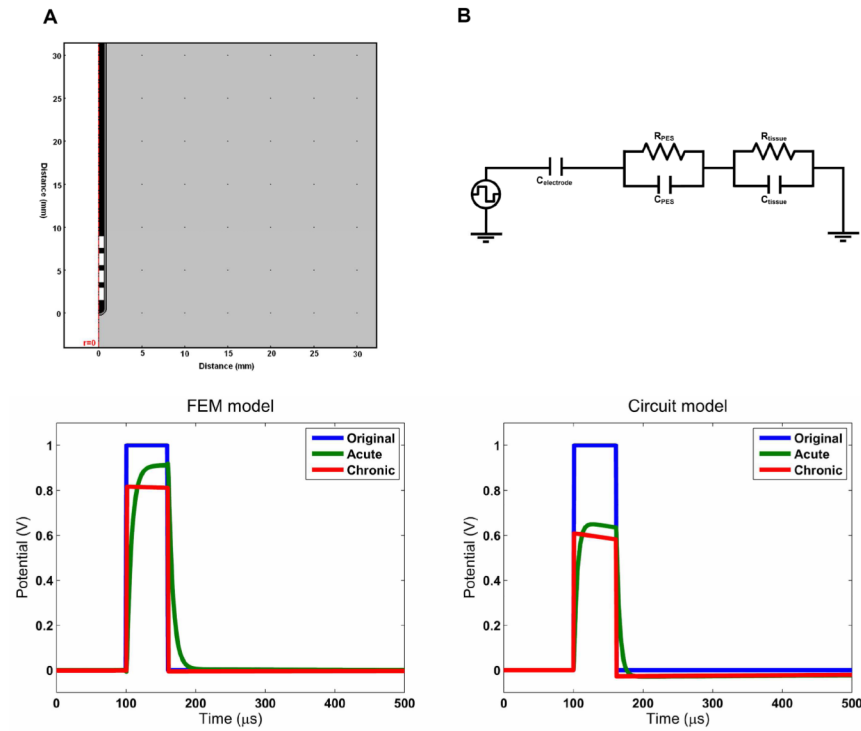 A
B
30
25
20
15
10
5
0
Distance (mm)
r=0
0
5
10
15
20
25
30
Distance (mm)
R_PES
R_tissue
C_electrode
C_PES
C_tissue
FEM model
Original
Acute
Chronic
1
0.8
0.6
0.4
0.2
0
Potential (V)
0
100
200
300
400
500
Time (μs)
Circuit model
Original
Acute
Chronic
1
0.8
0.6
0.4
0.2
0
Potential (V)
0
100
200
300
400
500
Time (μs)